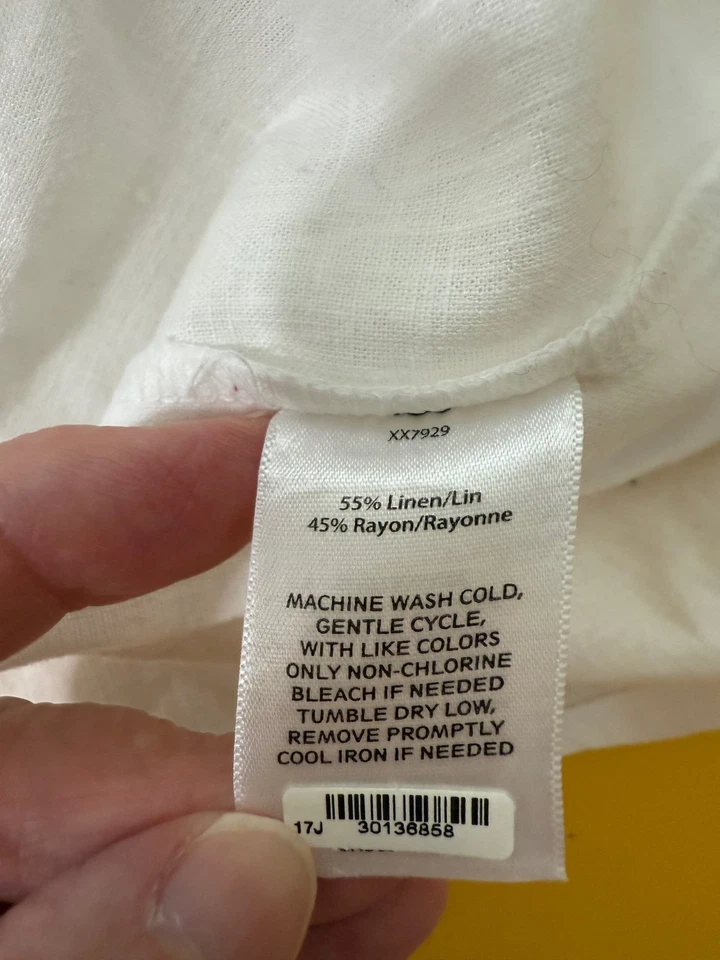 XX7929
55% Linen/Lin
45% Rayon/Rayonne
MACHINE WASH COLD,
GENTLE CYCLE,
WITH LIKE COLORS
ONLY NON-CHLORINE
BLEACH IF NEEDED
TUMBLE DRY LOW,
REMOVE PROMPTLY
COOL IRON IF NEEDED
17J 30136858